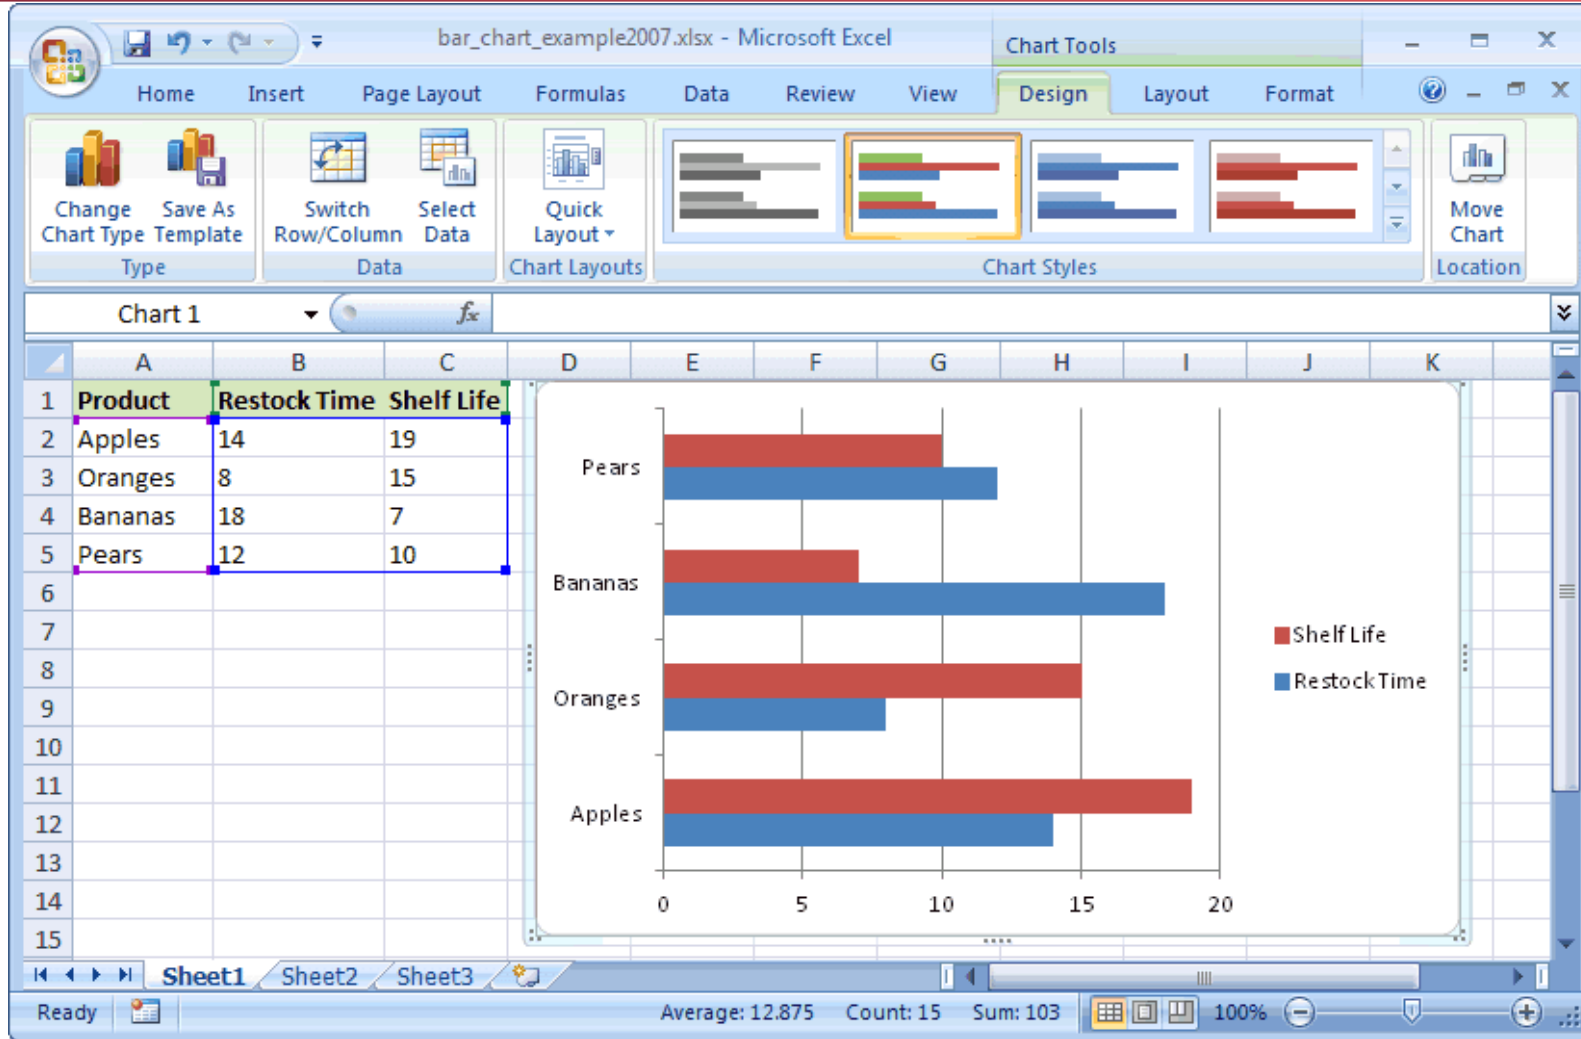 bar_chart_example2007.xlsx - Microsoft Excel
Chart Tools
Home Insert Page Layout Formulas Data Review View Design Layout Format
Change Chart Type
Save As Template
Switch Row/Column
Select Data
Quick Layout
Move Chart
Type Data Chart Layouts Chart Styles Location
Chart 1 fx
A B C D E F G H I J K
1 Product Restock Time Shelf Life
2 Apples 14 19
3 Oranges 8 15
4 Bananas 18 7
5 Pears 12 10
6
7
8
9
10
11
12
13
14
15
Pears
Bananas
Oranges
Apples
0 5 10 15 20
Shelf Life
Restock Time
Sheet1 Sheet2 Sheet3
Ready Average: 12.875 Count: 15 Sum: 103 100%